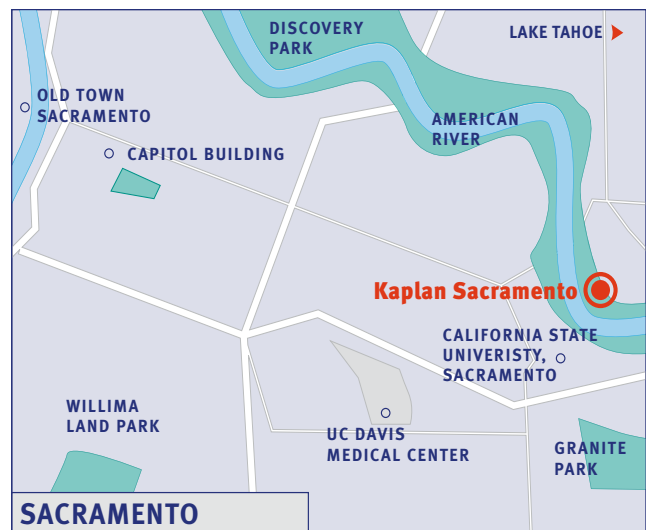 DISCOVERY
PARK
LAKE TAHOE
OLD TOWN
SACRAMENTO
AMERICAN
RIVER
CAPITOL BUILDING
Kaplan Sacramento
CALIFORNIA STATE
UNIVERISTY,
SACRAMENTO
WILLIMA
LAND PARK
UC DAVIS
MEDICAL CENTER
GRANITE
PARK
SACRAMENTO